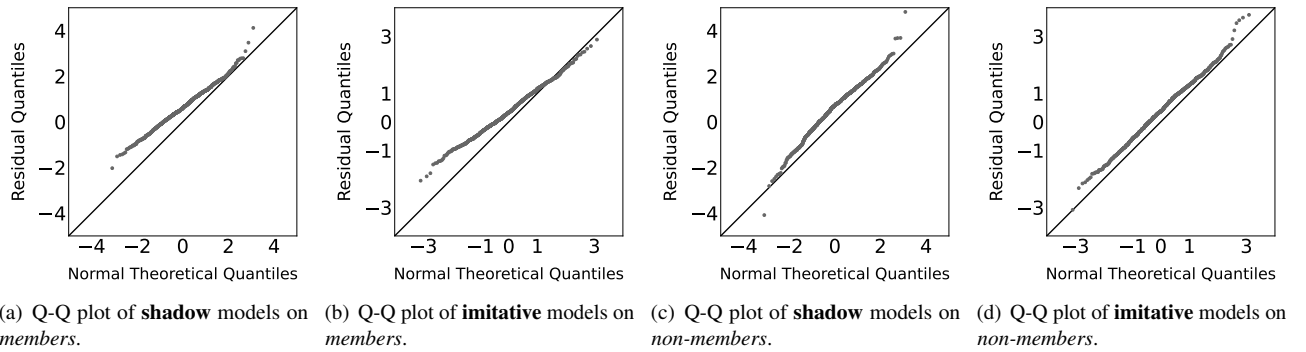 4
2
0
−2
−4
Residual Quantiles
−4 −2 0 2 4
Normal Theoretical Quantiles
3
1
0
−1
−3
Residual Quantiles
−3 −1 0 1 3
Normal Theoretical Quantiles
4
2
0
−2
−4
Residual Quantiles
−4 −2 0 2 4
Normal Theoretical Quantiles
3
1
0
−1
−3
Residual Quantiles
−3 −1 0 1 3
Normal Theoretical Quantiles
(a) Q-Q plot of shadow models on
members.
(b) Q-Q plot of imitative models on
members.
(c) Q-Q plot of shadow models on
non-members.
(d) Q-Q plot of imitative models on
non-members.